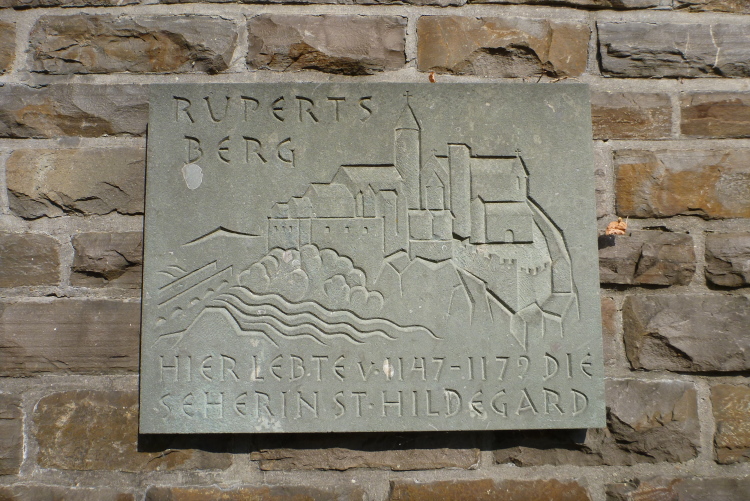 RUPERTS
BERG
HIER LEBTE V·1147-1179 DIE
SEHERIN ST·HILDEGARD